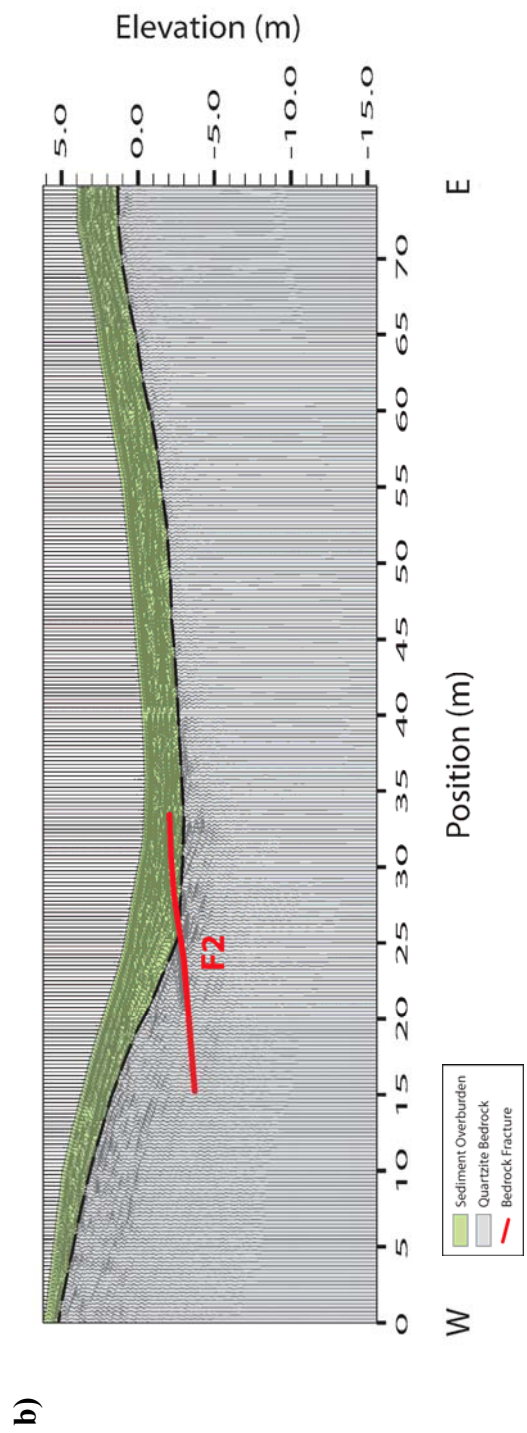 b)
Elevation (m)
5.0
0.0
-5.0
-10.0
-15.0
F2
0 5 10 15 20 25 30 35 40 45 50 55 60 65 70
W
Position (m)
E
Sediment Overburden
Quartzite Bedrock
Bedrock Fracture